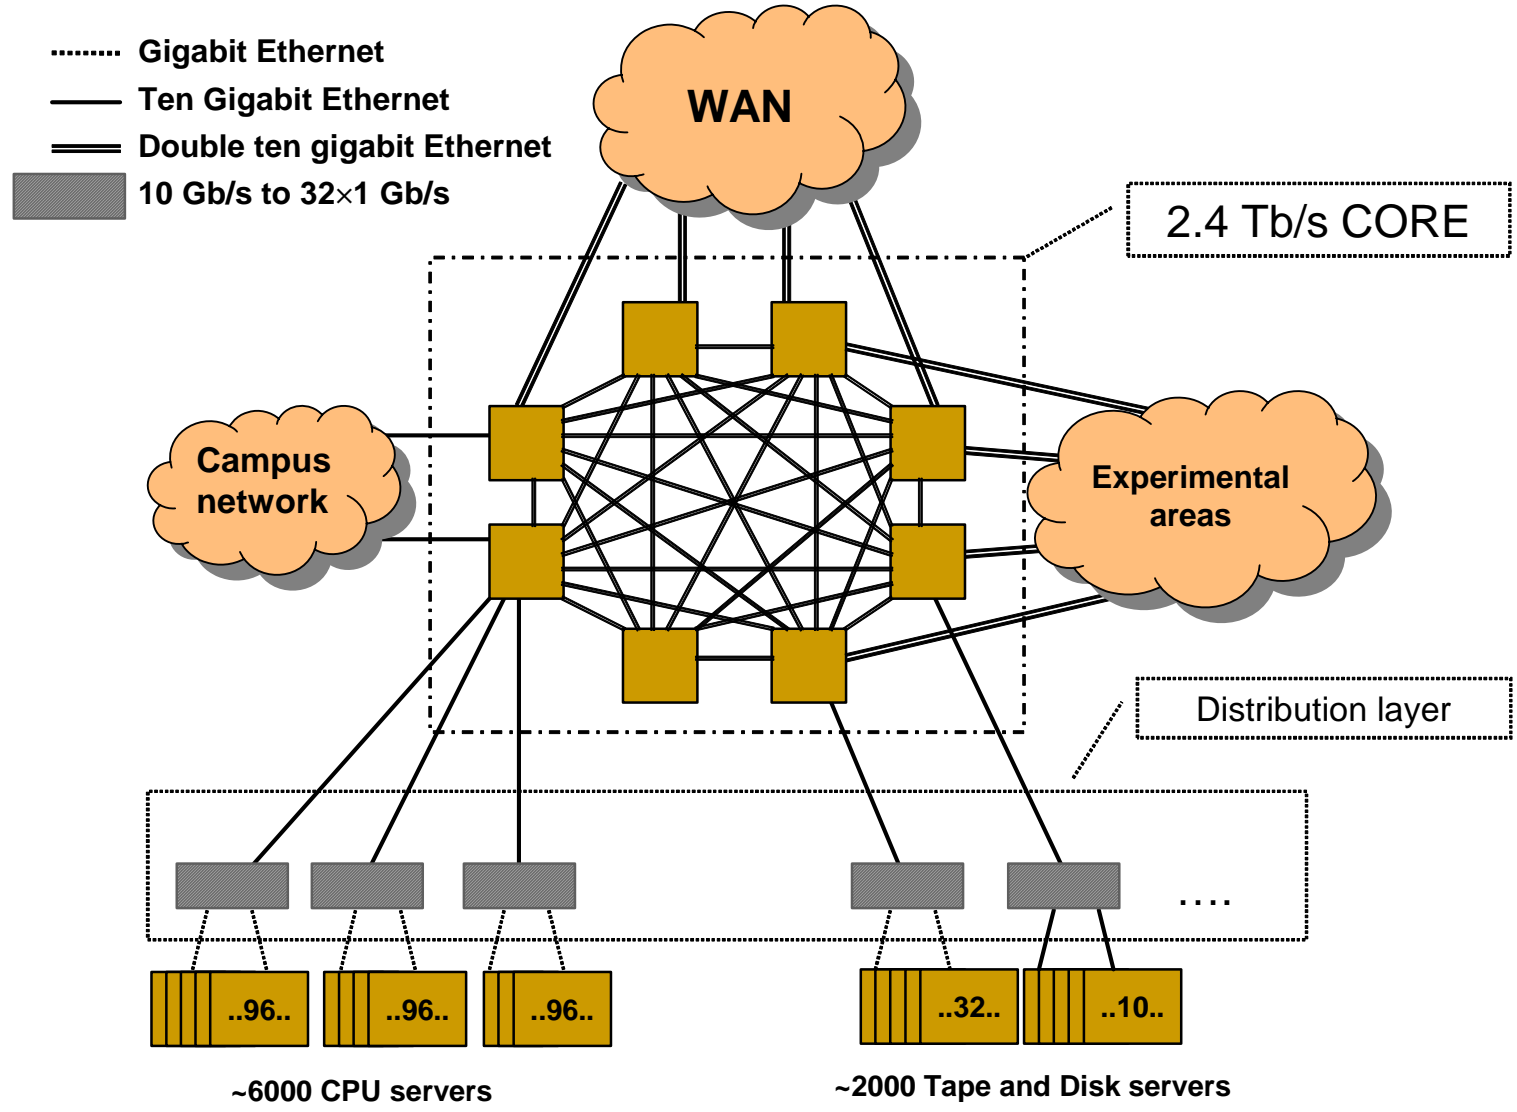 Gigabit Ethernet
Ten Gigabit Ethernet
Double ten gigabit Ethernet
10 Gb/s to 32×1 Gb/s
WAN
2.4 Tb/s CORE
Campus
network
Experimental
areas
Distribution layer
....
..96..
..96..
..96..
..32..
..10..
~6000 CPU servers
~2000 Tape and Disk servers